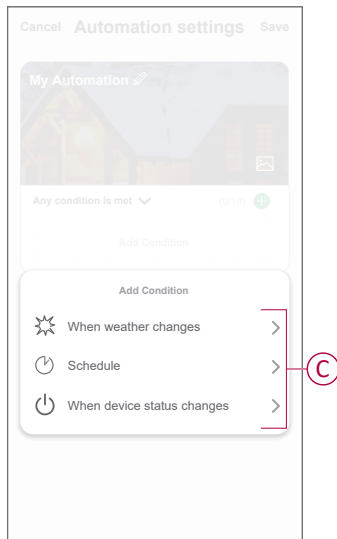 Cancel Automation settings Save
My Automation
Any condition is met (0/10)
Add Condition
Add Condition
When weather changes
Schedule
When device status changes
C